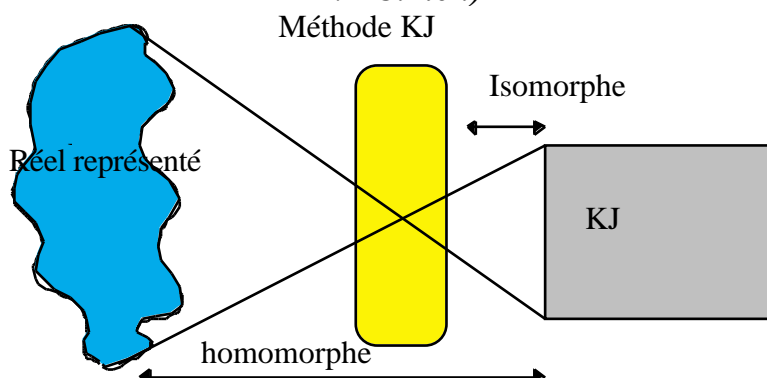 Méthode KJ
Isomorphe
Réel représenté
KJ
homomorphe